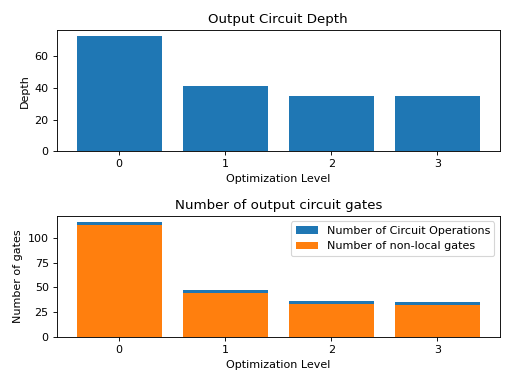 Output Circuit Depth
60
40
20
0
Depth
0 1 2 3
Optimization Level
Number of output circuit gates
100
75
50
25
0
Number of gates
Number of Circuit Operations
Number of non-local gates
0 1 2 3
Optimization Level